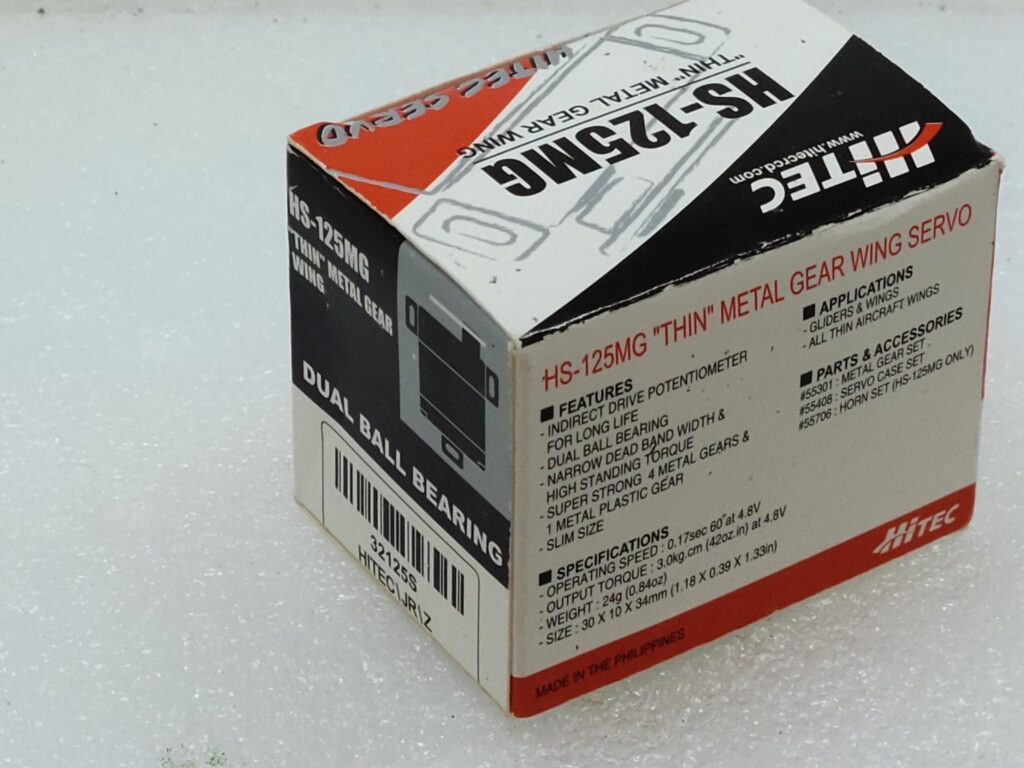 HITEC SERVO
"THIN" METAL GEAR WING
HS-125MG
HiTEC
www.hitecrcd.com
HS-125MG
"THIN" METAL GEAR
WING
DUAL BALL BEARING
32125S
HITEC\JR\Z
HS-125MG "THIN" METAL GEAR WING SERVO
■ FEATURES
- INDIRECT DRIVE POTENTIOMETER
FOR LONG LIFE
- DUAL BALL BEARING
- NARROW DEAD BAND WIDTH &
HIGH STANDING TORQUE
- SUPER STRONG 4 METAL GEARS &
1 METAL PLASTIC GEAR
- SLIM SIZE
■ SPECIFICATIONS
- OPERATING SPEED : 0.17sec 60°at 4.8V
- OUTPUT TORQUE : 3.0kg.cm (42oz.in) at 4.8V
- WEIGHT : 24g (0.84oz)
- SIZE : 30 X 10 X 34mm (1.18 X 0.39 X 1.33in)
■ APPLICATIONS
- GLIDERS & WINGS
- ALL THIN AIRCRAFT WINGS
■ PARTS & ACCESSORIES
#55301 : METAL GEAR SET
#55408 : SERVO CASE SET
#55706 : HORN SET (HS-125MG ONLY)
MADE IN THE PHILIPPINES
HiTEC